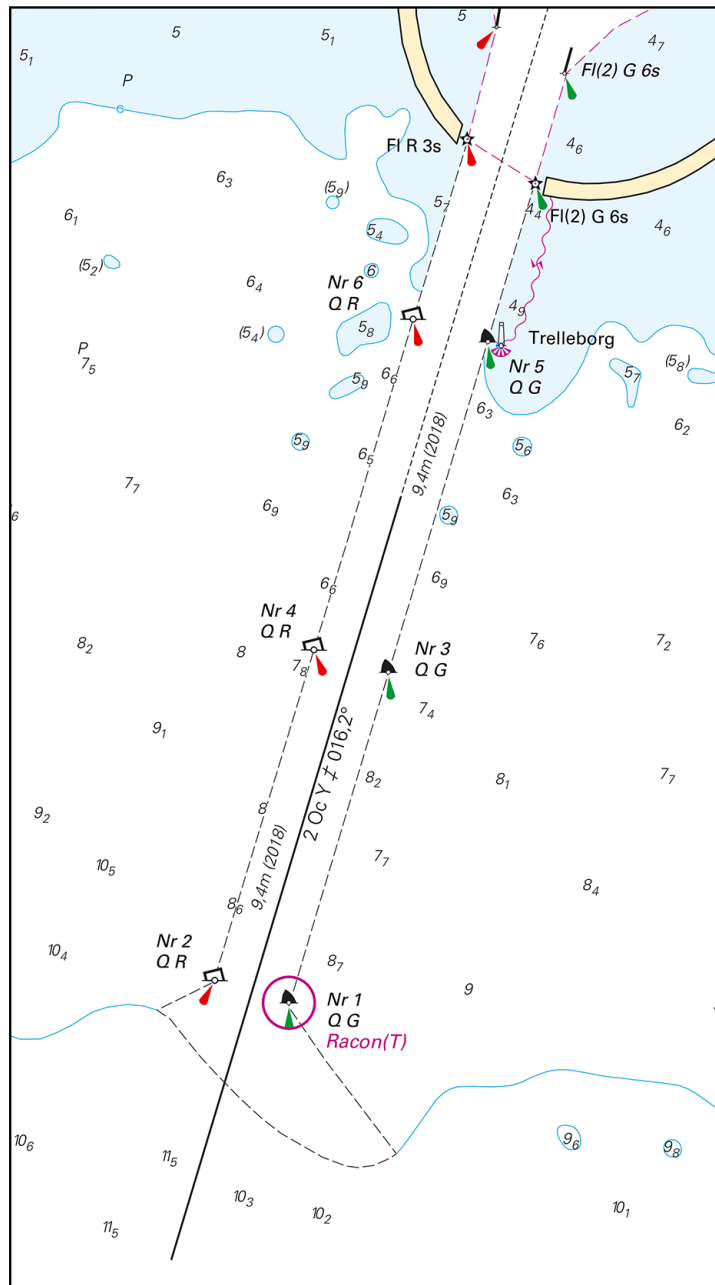 5
5₁
5
5₁
4₇
P
6
Fl(2) G 6s
Fl R 3s
4₆
6₃
(5₉)
5₇
4₄
Fl(2) G 6s
6₁
5₄
4₆
(5₂)
6
6₄
Nr 6
Q R
4₉
(5₄)
5₈
Trelleborg
P
7₅
Nr 5
Q G
(5₈)
5₇
6₆
5₉
6₃
6₂
5₉
5₆
6₅
9,4m (2018)
7₇
6₃
6₉
6
5₉
6₉
6₆
Nr 4
Q R
8₂
8
7₈
Nr 3
Q G
7₆
7₂
7₄
9₁
2 Oc Y ≠ 016,2°
8₂
8₁
7₇
9₂
8
9,4m (2018)
7₇
10₅
8₄
8₆
Nr 2
Q R
10₄
8₇
9
Nr 1
Q G
Racon(T)
10₆
11₅
9₆
9₈
10₃
10₂
10₁
11₅